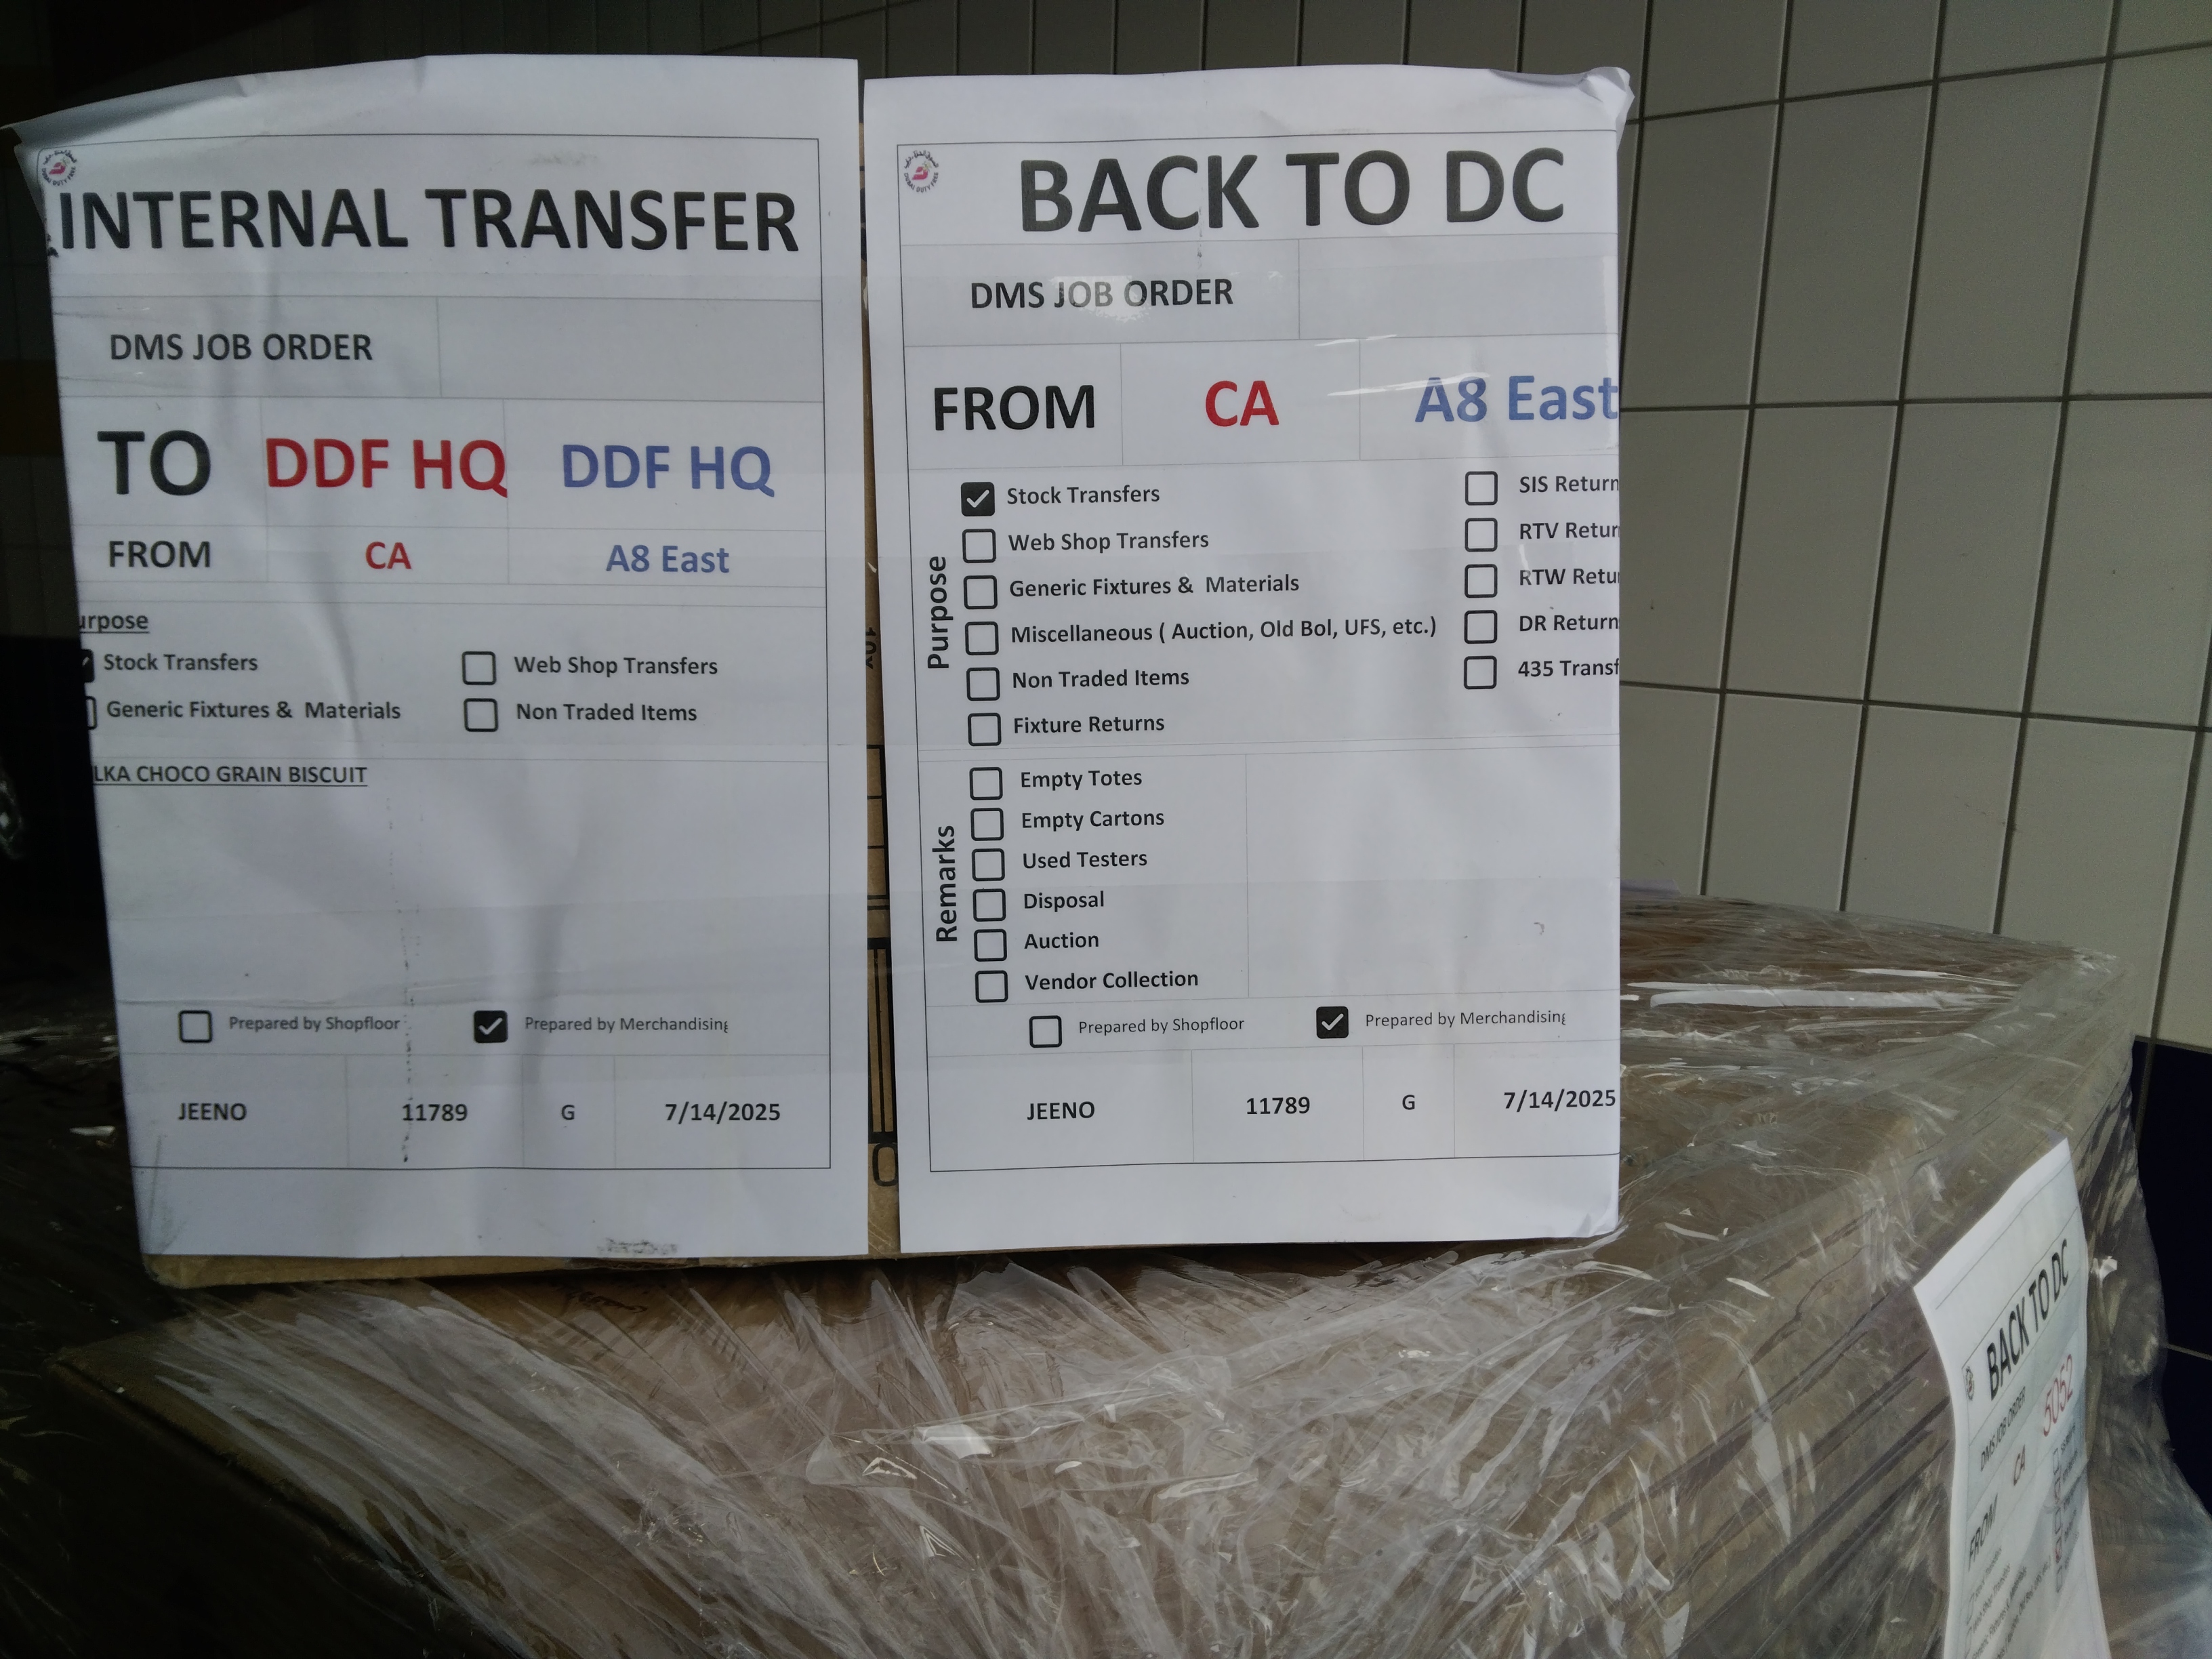 INTERNAL TRANSFER
DMS JOB ORDER
TO DDF HQ DDF HQ
FROM CA A8 East
urpose
Stock Transfers Web Shop Transfers
Generic Fixtures & Materials Non Traded Items
LKA CHOCO GRAIN BISCUIT
Prepared by Shopfloor Prepared by Merchandising
JEENO 11789 G 7/14/2025
BACK TO DC
DMS JOB ORDER
FROM CA A8 East
Purpose
Stock Transfers SIS Return
Web Shop Transfers RTV Retur
Generic Fixtures & Materials RTW Retu
Miscellaneous ( Auction, Old Bol, UFS, etc.) DR Return
Non Traded Items 435 Transf
Fixture Returns
Remarks
Empty Totes
Empty Cartons
Used Testers
Disposal
Auction
Vendor Collection
Prepared by Shopfloor Prepared by Merchandising
JEENO 11789 G 7/14/2025
BACK TO DC
DMS JOB ORDER 5052
FROM CA